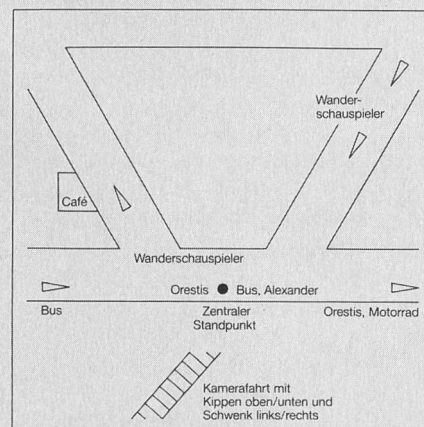 Wander-
schauspieler
Café
Wanderschauspieler
Orestis
Bus, Alexander
Bus
Zentraler
Standpunkt
Orestis, Motorrad
Kamerafahrt mit
Kippen oben/unten und
Schwenk links/rechts